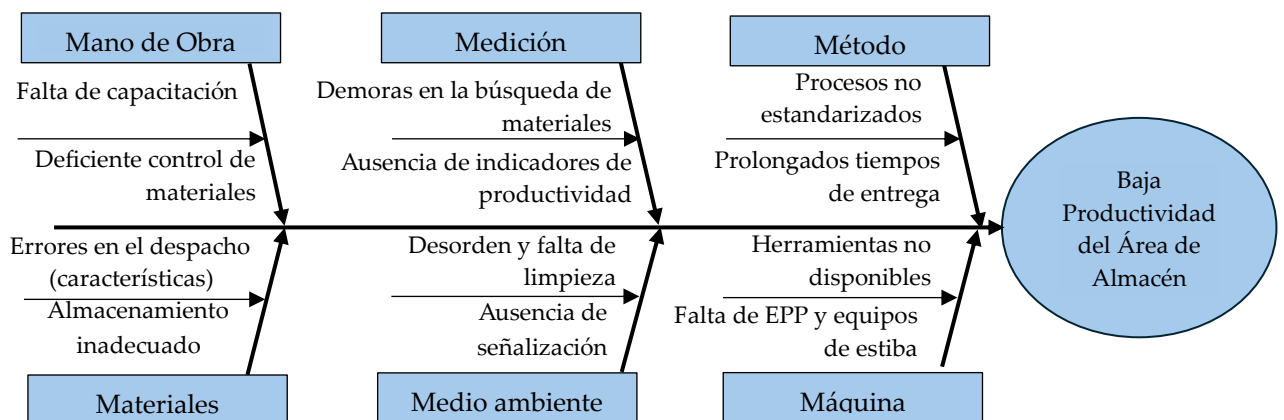 Mano de Obra
Medición
Método
Falta de capacitación
Deficiente control de
materiales
Demoras en la búsqueda de
materiales
Ausencia de indicadores de
productividad
Procesos no
estandarizados
Prolongados tiempos
de entrega
Baja
Productividad
del Área de
Almacén
Errores en el despacho
(características)
Almacenamiento
inadecuado
Desorden y falta de
limpieza
Ausencia de
señalización
Herramientas no
disponibles
Falta de EPP y equipos
de estiba
Materiales
Medio ambiente
Máquina